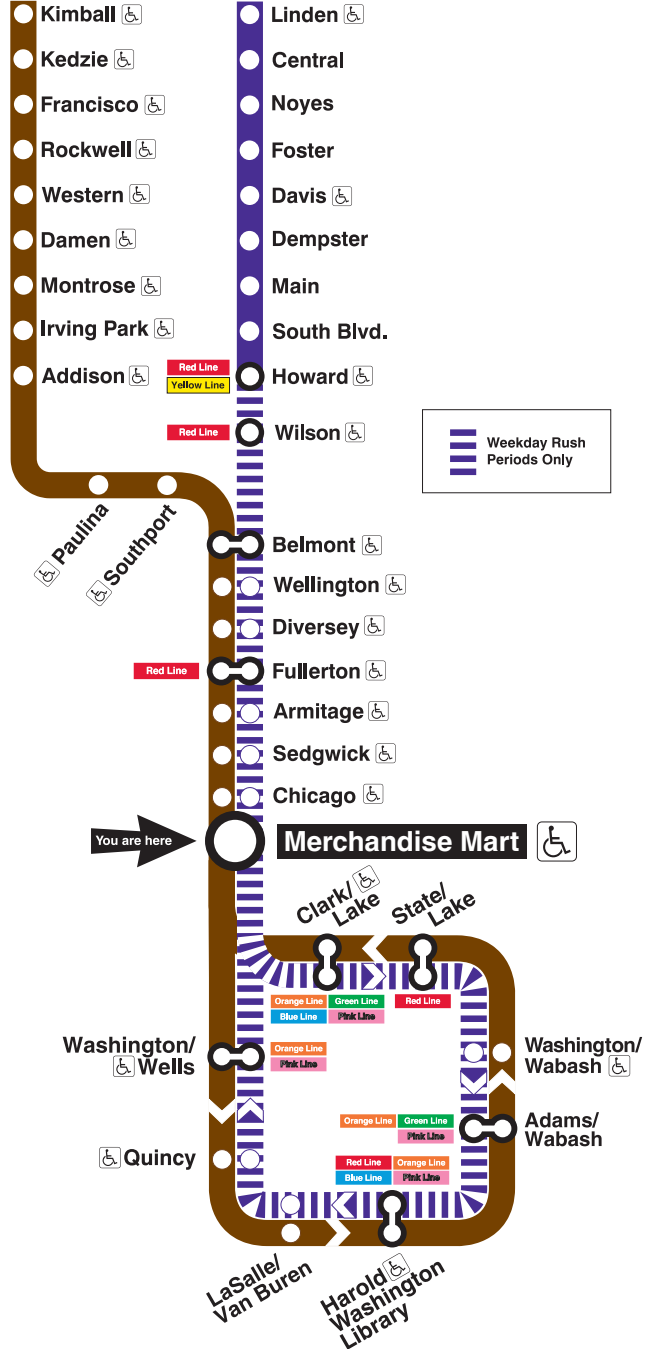 Kimball
Linden
Kedzie
Central
Francisco
Noyes
Rockwell
Foster
Western
Davis
Damen
Dempster
Montrose
Main
Irving Park
South Blvd.
Addison
Red Line
Yellow Line
Howard
Red Line
Wilson
Weekday Rush
Periods Only
Paulina
Southport
Belmont
Wellington
Diversey
Red Line
Fullerton
Armitage
Sedgwick
Chicago
You are here
Merchandise Mart
Clark/
Lake
State/
Lake
Orange Line
Green Line
Blue Line
Pink Line
Red Line
Washington/
Wells
Orange Line
Pink Line
Washington/
Wabash
Orange Line
Green Line
Pink Line
Adams/
Wabash
Quincy
Red Line
Orange Line
Blue Line
Pink Line
LaSalle/
Van Buren
Harold
Washington
Library